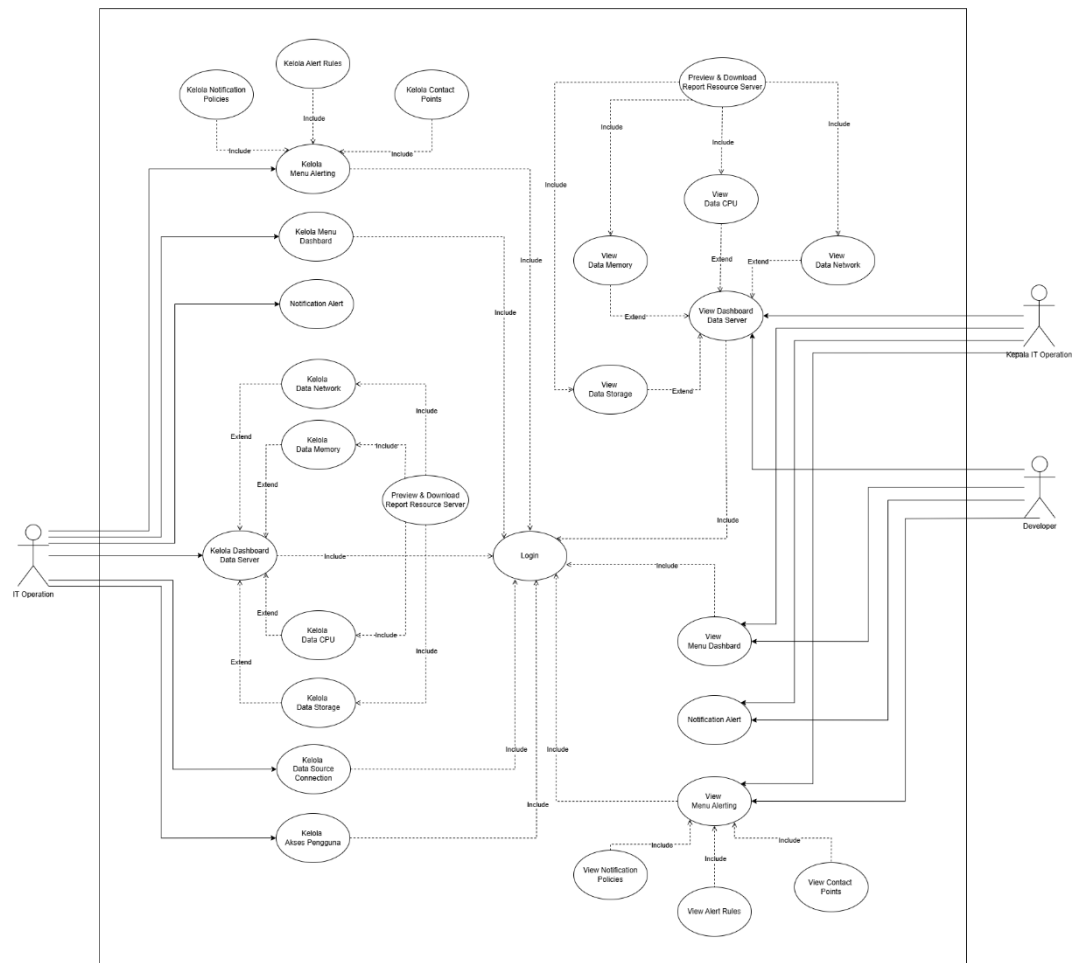 Kelola Alert Rules
Kelola Notification
Policies
Kelola Contact
Points
Include
Include
Include
Kelola
Menu Alerting
Include
Kelola Menu
Dashbard
Include
Notification Alert
Kelola
Data Network
Extend
Include
Kelola
Data Memory
Extend
Include
Preview & Download
Report Resource Server
Kelola Dashboard
Data Server
Include
Login
IT Operation
Extend
Kelola
Data CPU
Include
Extend
Include
Kelola
Data Storage
Kelola
Data Source
Connection
Include
Kelola
Akses Pengguna
Include
Preview & Download
Report Resource Server
Include
Include
Include
Include
View
Data CPU
View
Data Memory
View
Data Network
Extend
Extend
Extend
View Dashboard
Data Server
View
Data Storage
Extend
Include
Kepala IT Operation
Developer
Include
View
Menu Dashbard
Notification Alert
Include
View
Menu Alerting
Include
Include
Include
View Notification
Policies
View Alert Rules
View Contact
Points